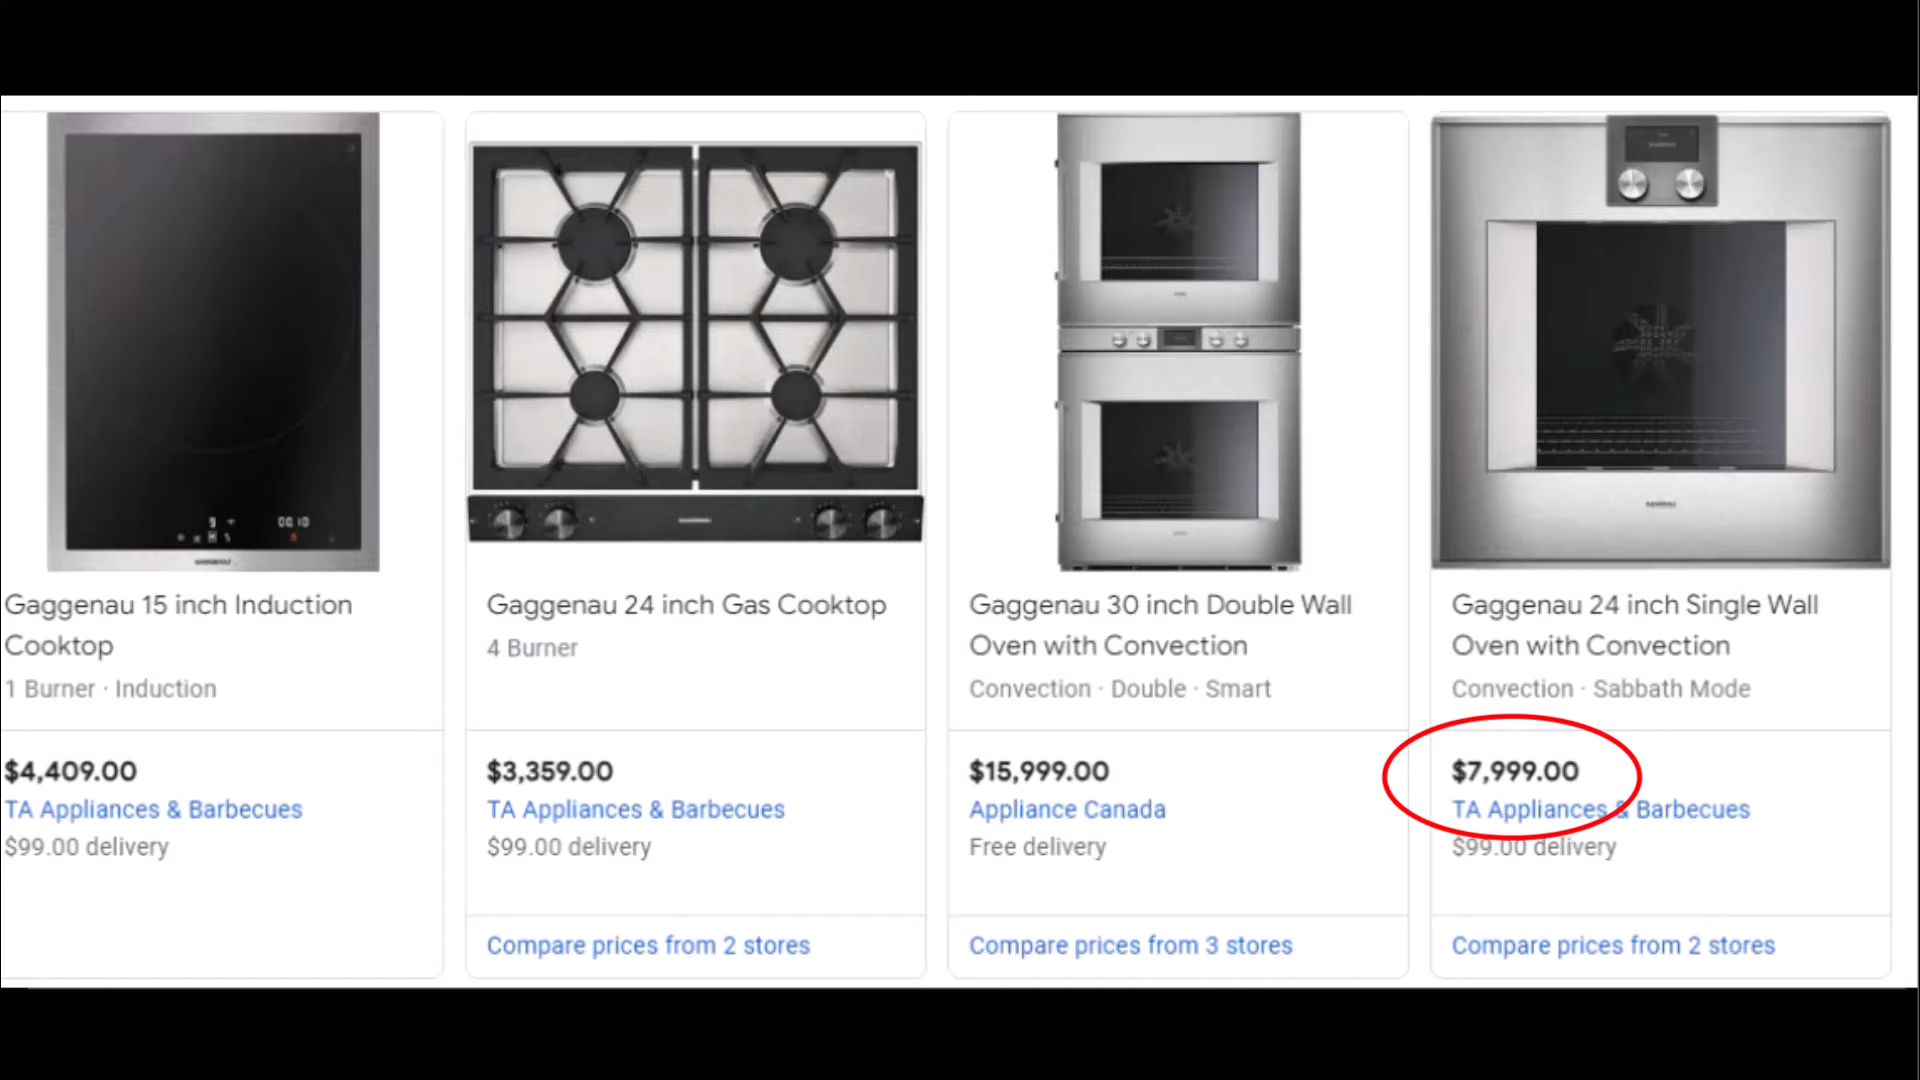 00.10
Gaggenau 15 inch Induction
Cooktop
1 Burner · Induction
$4,409.00
TA Appliances & Barbecues
$99.00 delivery
Gaggenau 24 inch Gas Cooktop
4 Burner
$3,359.00
TA Appliances & Barbecues
$99.00 delivery
Compare prices from 2 stores
Gaggenau 30 inch Double Wall
Oven with Convection
Convection · Double · Smart
$15,999.00
Appliance Canada
Free delivery
Compare prices from 3 stores
Gaggenau 24 inch Single Wall
Oven with Convection
Convection · Sabbath Mode
$7,999.00
TA Appliances & Barbecues
$99.00 delivery
Compare prices from 2 stores